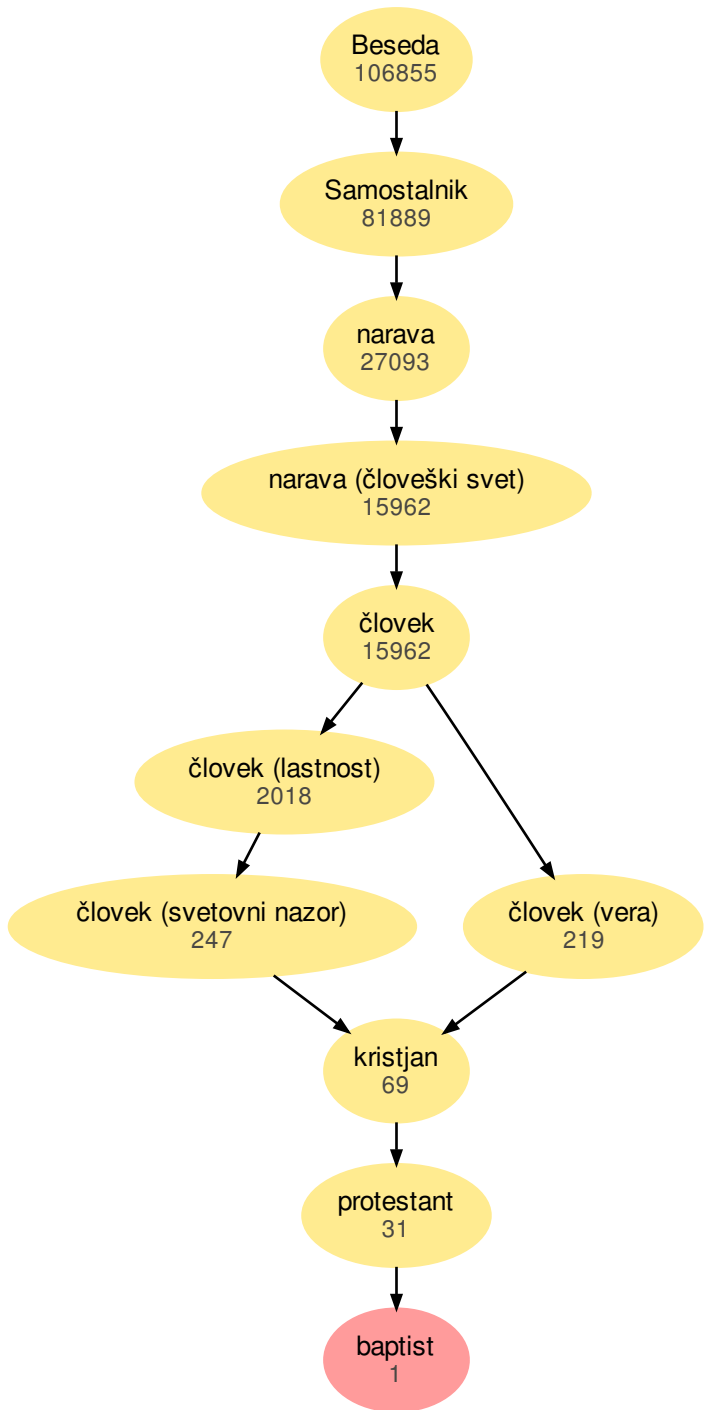 Beseda
106855
Samostalnik
81889
narava
27093
narava (človeški svet)
15962
človek
15962
človek (lastnost)
2018
človek (svetovni nazor)
247
človek (vera)
219
kristjan
69
protestant
31
baptist
1